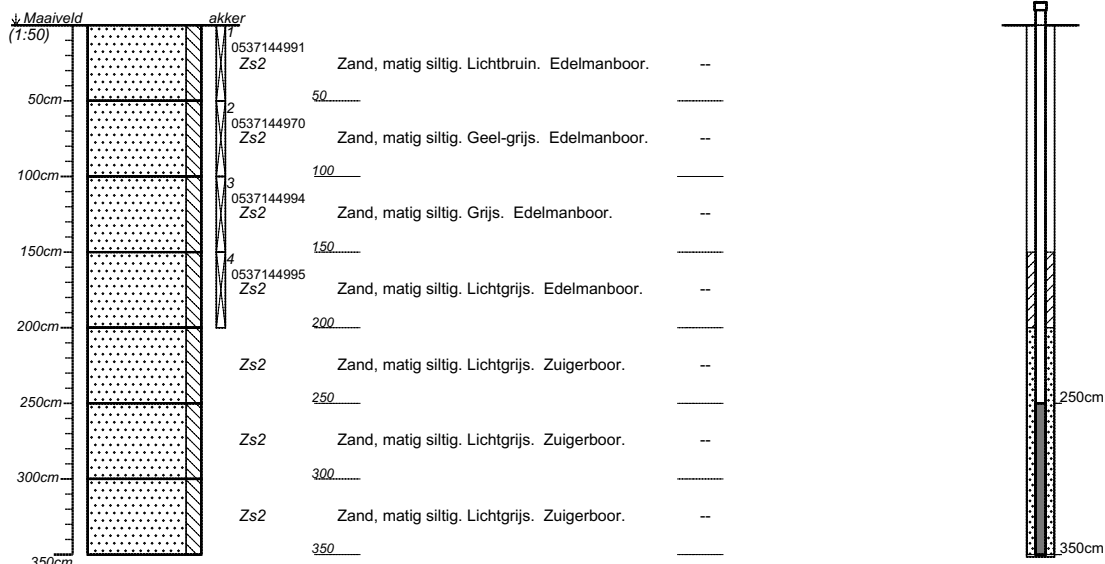 Maaiveld akker
(1:50)
1
0537144991
Zs2 Zand, matig siltig. Lichtbruin. Edelmanboor. --
50cm 50
2
0537144970
Zs2 Zand, matig siltig. Geel-grijs. Edelmanboor. --
100cm 100
3
0537144994
Zs2 Zand, matig siltig. Grijs. Edelmanboor. --
150cm 150
4
0537144995
Zs2 Zand, matig siltig. Lichtgrijs. Edelmanboor. --
200cm 200
Zs2 Zand, matig siltig. Lichtgrijs. Zuigerboor. --
250cm 250 250cm
Zs2 Zand, matig siltig. Lichtgrijs. Zuigerboor. --
300cm 300
Zs2 Zand, matig siltig. Lichtgrijs. Zuigerboor. --
350cm 350 350cm